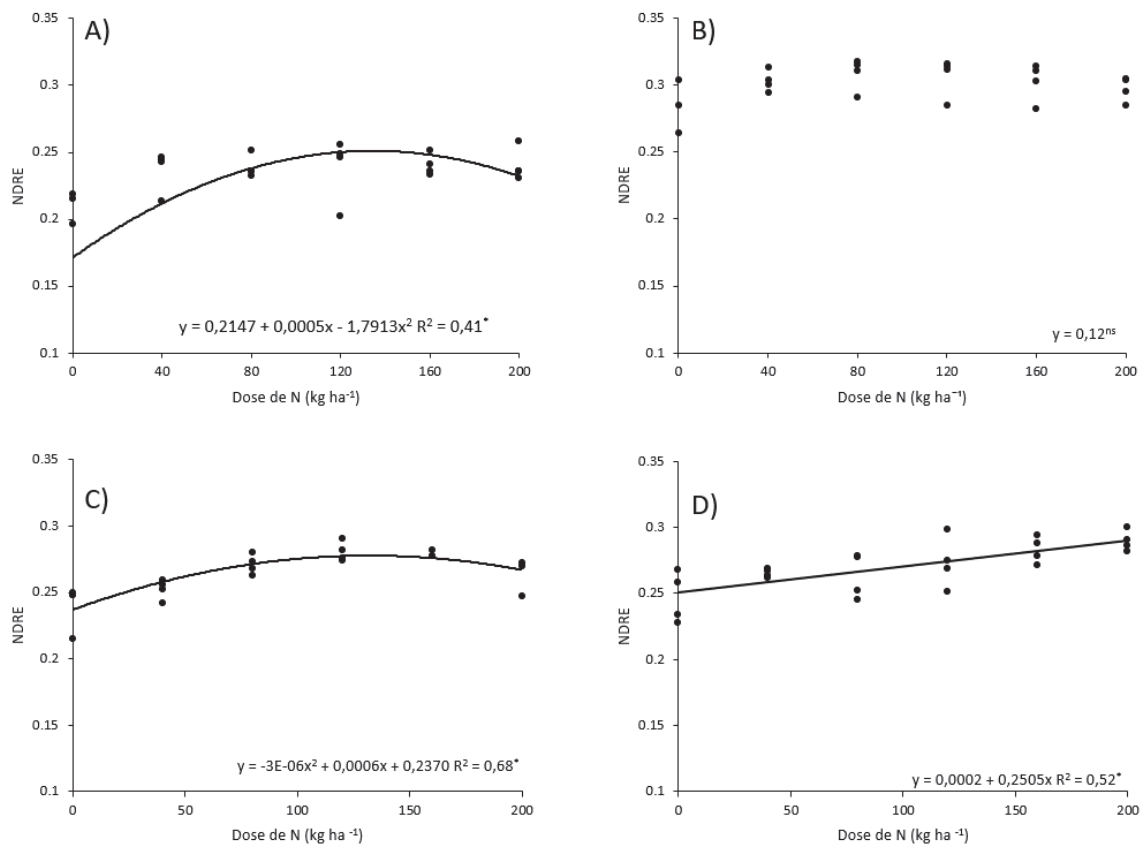 A)
0.35
0.3
0.25
0.2
0.15
0.1
NDRE
y = 0,2147 + 0,0005x - 1,7913x² R² = 0,41*
0 40 80 120 160 200
Dose de N (kg ha⁻¹)
B)
0.35
0.3
0.25
0.2
0.15
0.1
NDRE
y = 0,12ⁿˢ
0 40 80 120 160 200
Dose de N (kg ha⁻¹)
C)
0.35
0.3
0.25
0.2
0.15
0.1
NDRE
y = -3E-06x² + 0,0006x + 0,2370 R² = 0,68*
0 50 100 150 200
Dose de N (kg ha ⁻¹)
D)
0.35
0.3
0.25
0.2
0.15
0.1
NDRE
y = 0,0002 + 0,2505x R² = 0,52*
0 50 100 150 200
Dose de N (kg ha ⁻¹)